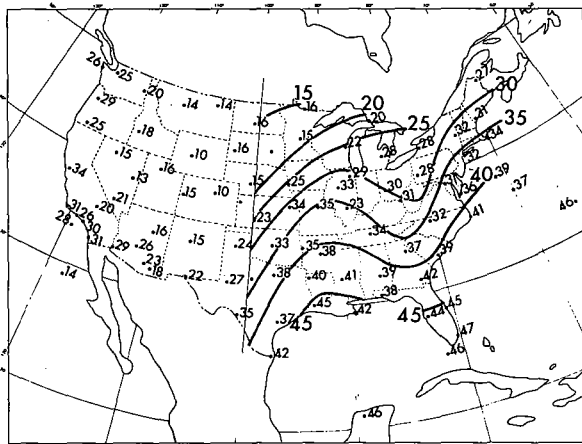 26 .25 .20 .14 .14 15 .16 20 .27 30
.29 .16 .20 25 .31 35
.25 .18 .15 .22 .28 .32 .34
.15 .10 .16 .28 .32
.34 .16 .15 .25 .29 .28 .39
.13 .15 .10 .33 .30 .31 .36 40 .37
.21 .34 .35 .23 .41 46.
31 .26 .20 .23 .32
28 .30 .16 .34
.31 .29 .26 .15 .24 .33 .35 .38 .37 .39
.23
.14 .18 .22 .27 .38 .40 .41 .39 .42
.45 .38 .45
.35 .37 45 .42 45 .44
.47
.42 .46
.46